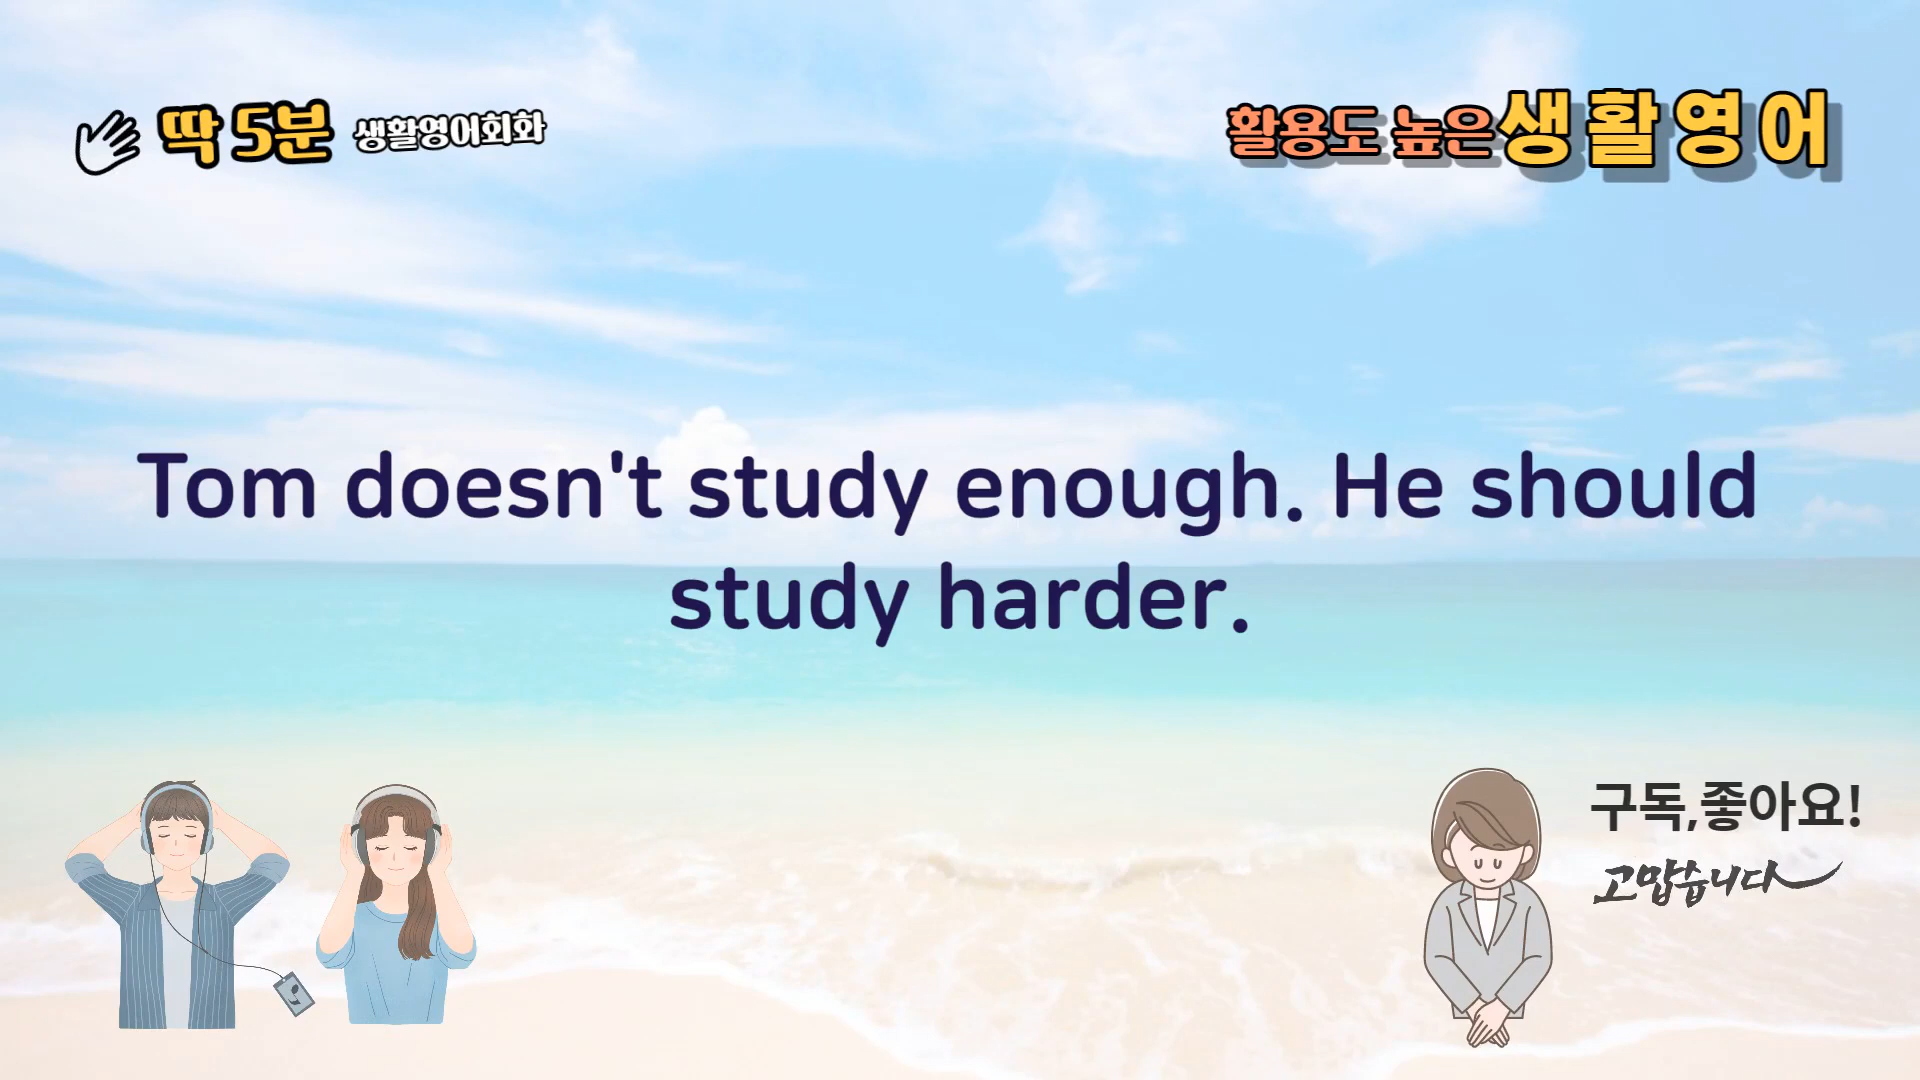 딱 5분 생활영어회화
활용도 높은 생활영어
Tom doesn't study enough. He should
study harder.
구독,좋아요!
고맙습니다